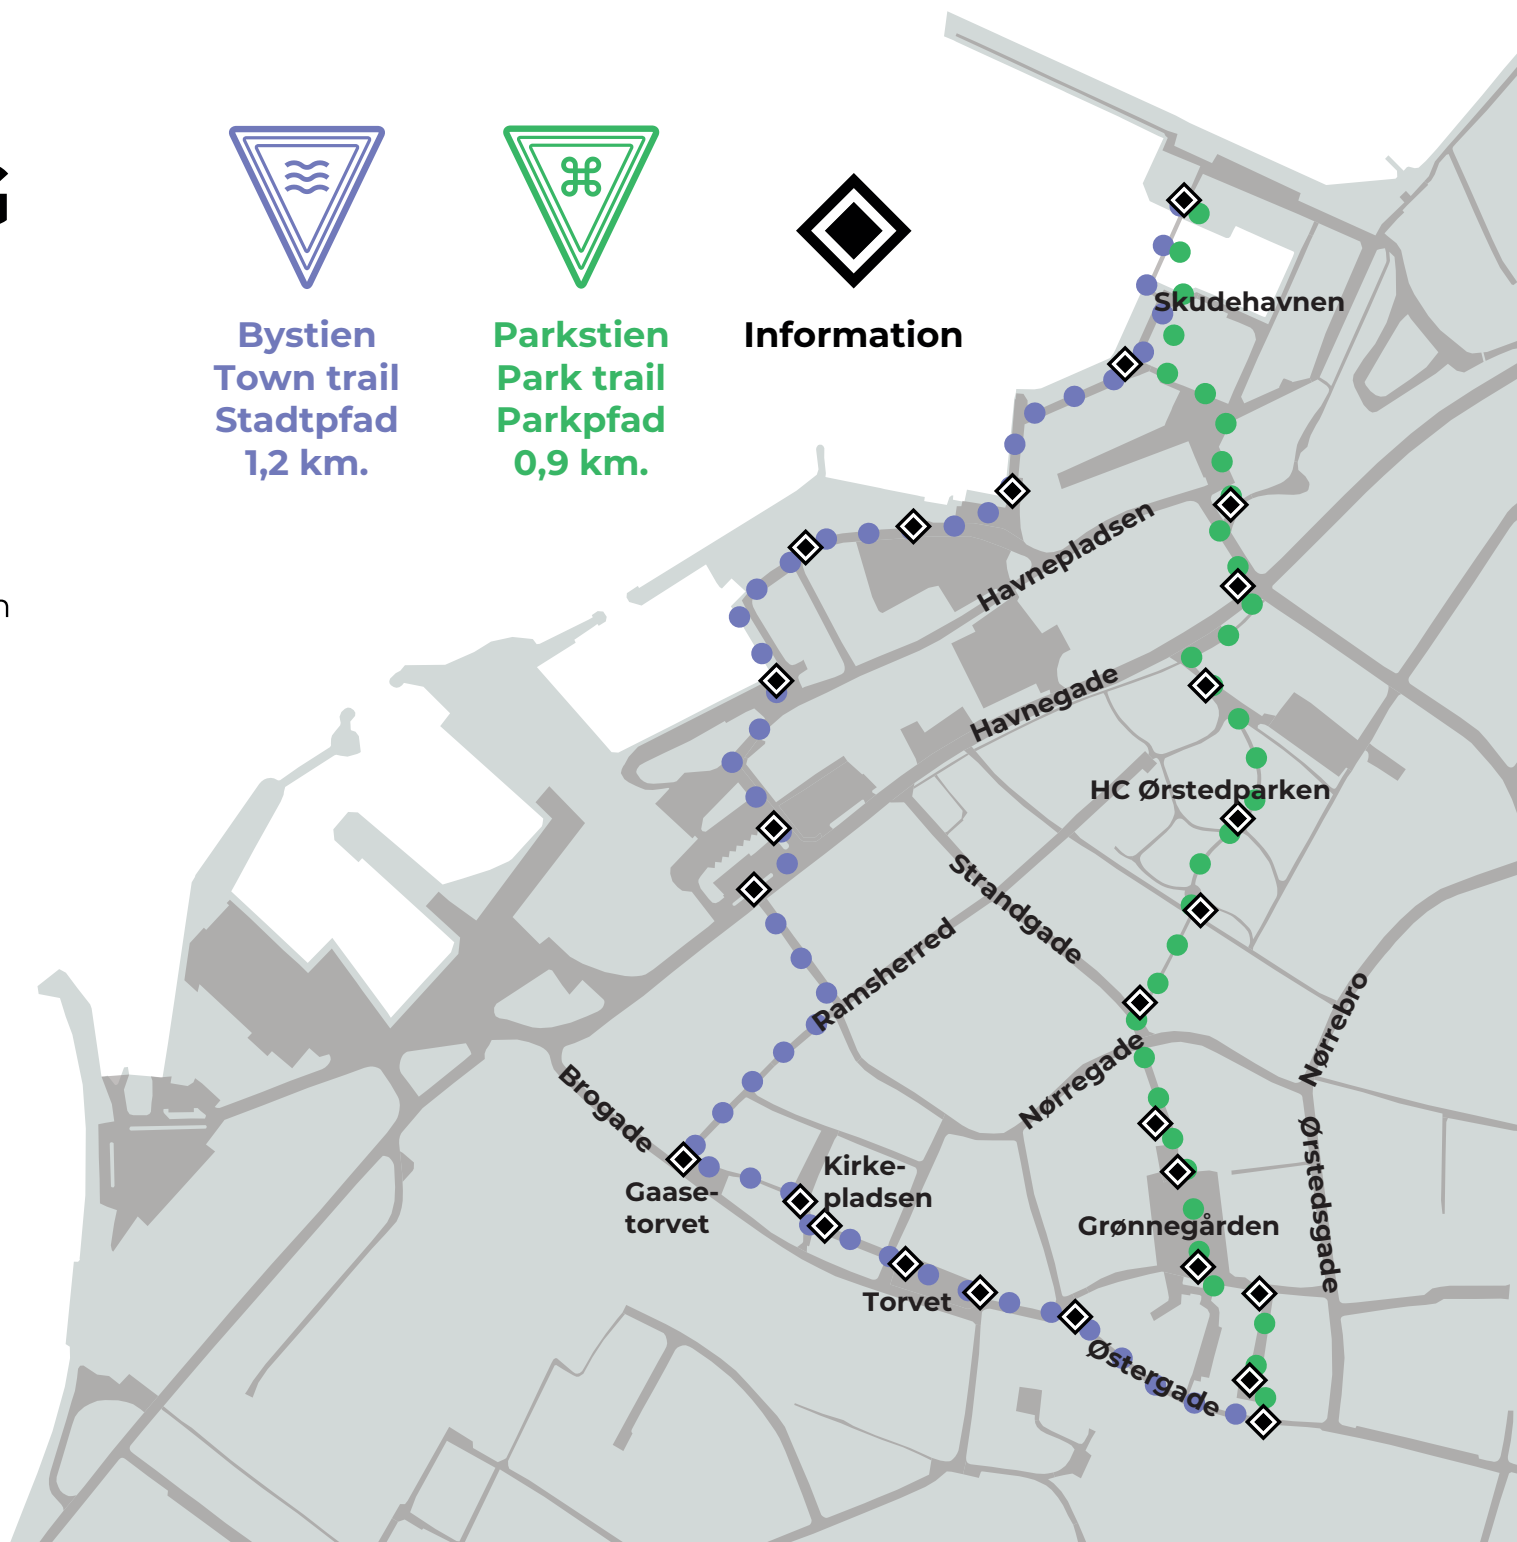 G
n
Bystien
Town trail
Stadtpfad
1,2 km.
Parkstien
Park trail
Parkpfad
0,9 km.
Information
Skudehavnen
Havnepladsen
Havnegade
HC Ørstedparken
Strandgade
Ramsherred
Nørrebro
Nørregade
Brogade
Ørstedsgade
Kirke-
pladsen
Gaase-
torvet
Grønnegården
Torvet
Østergade